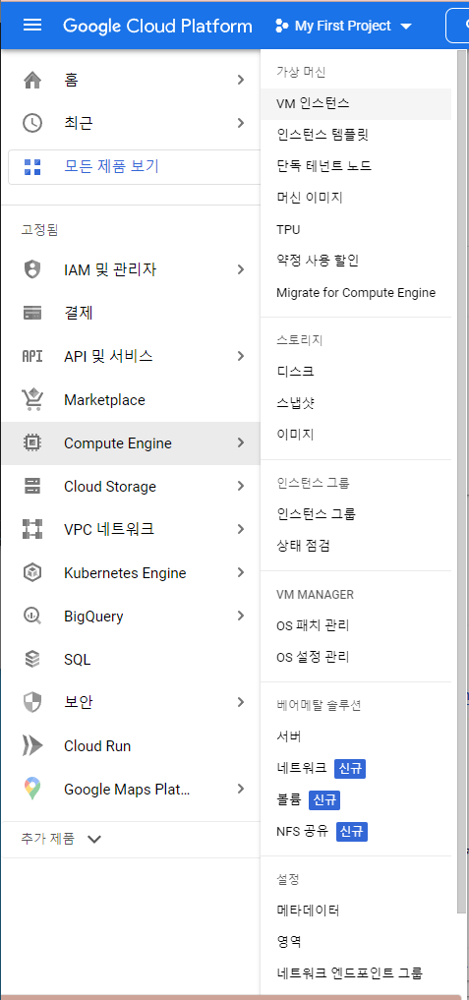 Google Cloud Platform
My First Project
홈
최근
모든 제품 보기
고정됨
IAM 및 관리자
결제
API 및 서비스
Marketplace
Compute Engine
Cloud Storage
VPC 네트워크
Kubernetes Engine
BigQuery
SQL
보안
Cloud Run
Google Maps Plat...
추가 제품
가상 머신
VM 인스턴스
인스턴스 템플릿
단독 테넌트 노드
머신 이미지
TPU
약정 사용 할인
Migrate for Compute Engine
스토리지
디스크
스냅샷
이미지
인스턴스 그룹
인스턴스 그룹
상태 점검
VM MANAGER
OS 패치 관리
OS 설정 관리
베어메탈 솔루션
서버
네트워크 신규
볼륨 신규
NFS 공유 신규
설정
메타데이터
영역
네트워크 엔드포인트 그룹